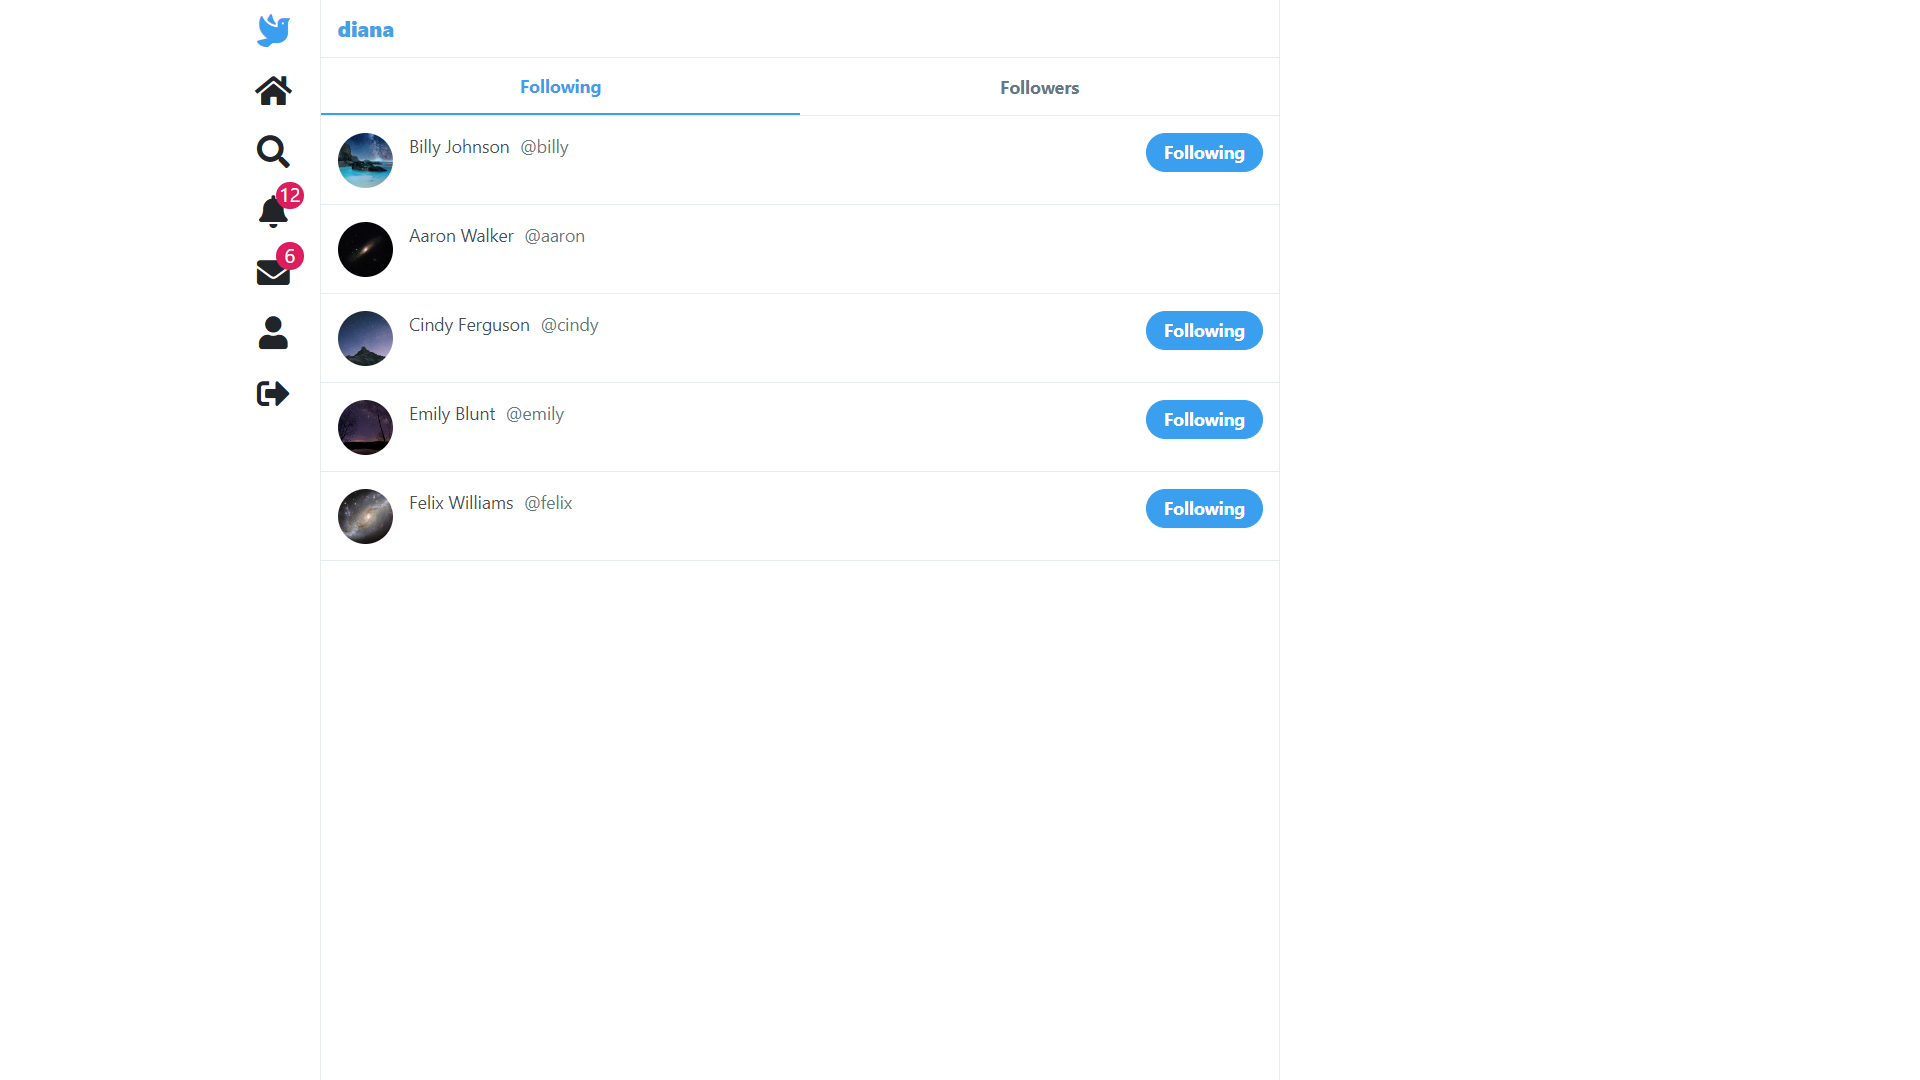 diana
Following
Followers
Billy Johnson @billy
Following
Aaron Walker @aaron
Cindy Ferguson @cindy
Following
Emily Blunt @emily
Following
Felix Williams @felix
Following
12
6